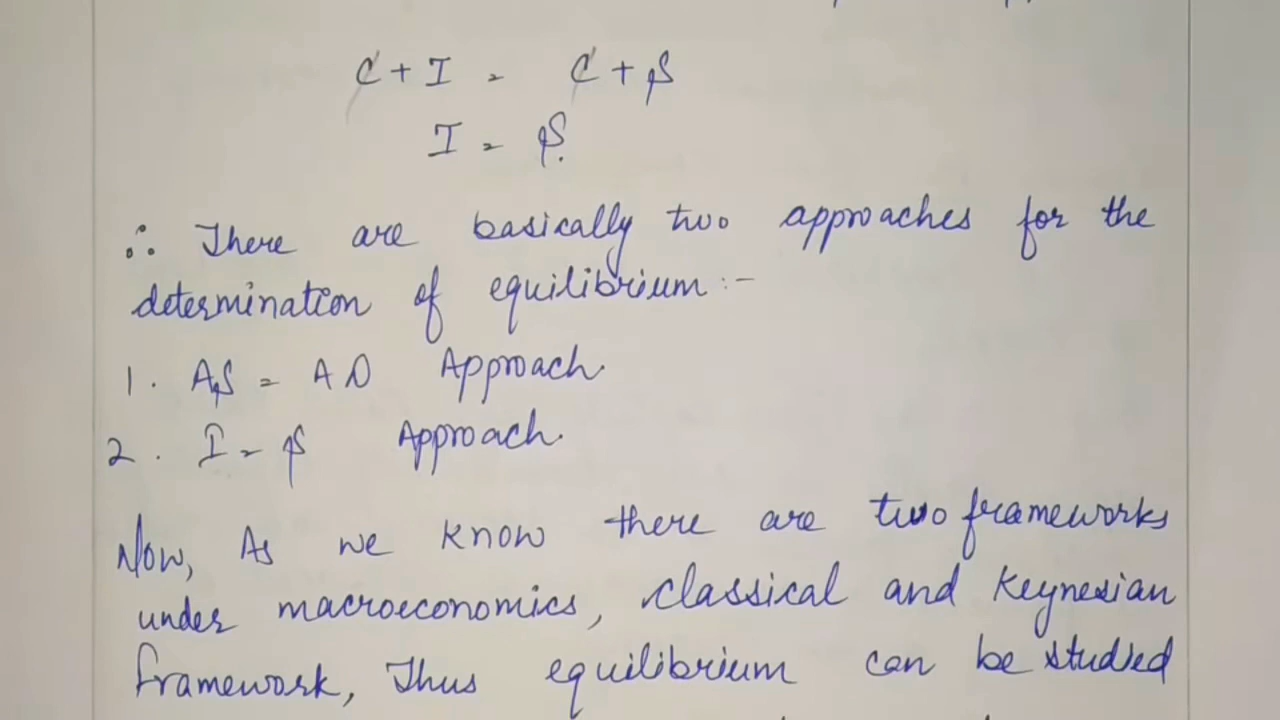 C + I = C + S
I = S.
∴ There are basically two approaches for the
determination of equilibrium :-
1. AS = AD Approach.
2. I = S Approach.
Now, As we know there are two frameworks
under macroeconomics, classical and Keynesian
framework, Thus equilibrium can be studied